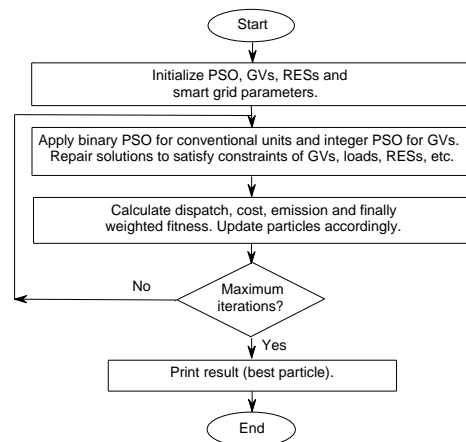 Start
Initialize PSO, GVs, RESs and
smart grid parameters.
Apply binary PSO for conventional units and integer PSO for GVs.
Repair solutions to satisfy constraints of GVs, loads, RESs, etc.
Calculate dispatch, cost, emission and finally
weighted fitness. Update particles accordingly.
No
Maximum
iterations?
Yes
Print result (best particle).
End